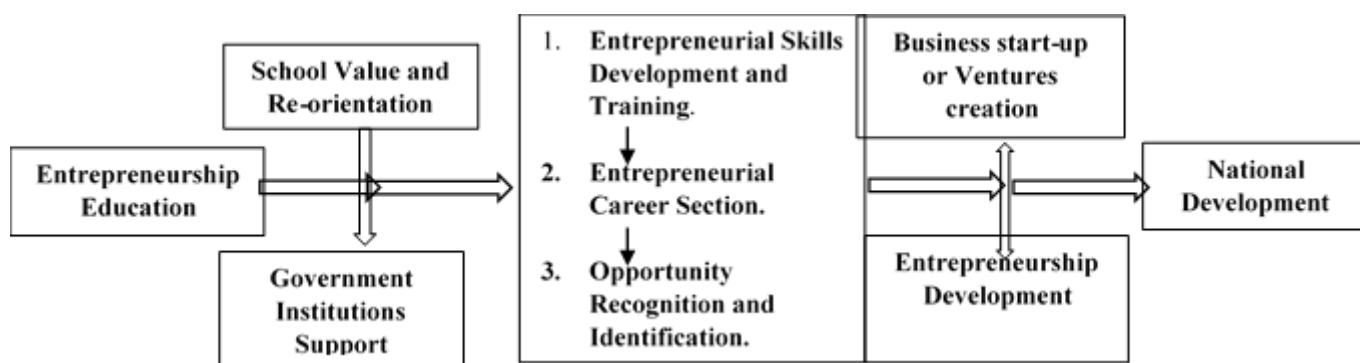 School Value and
Re-orientation
Entrepreneurship
Education
Government
Institutions
Support
1. Entrepreneurial Skills
Development and
Training.
2. Entrepreneurial
Career Section.
3. Opportunity
Recognition and
Identification.
Business start-up
or Ventures
creation
Entrepreneurship
Development
National
Development